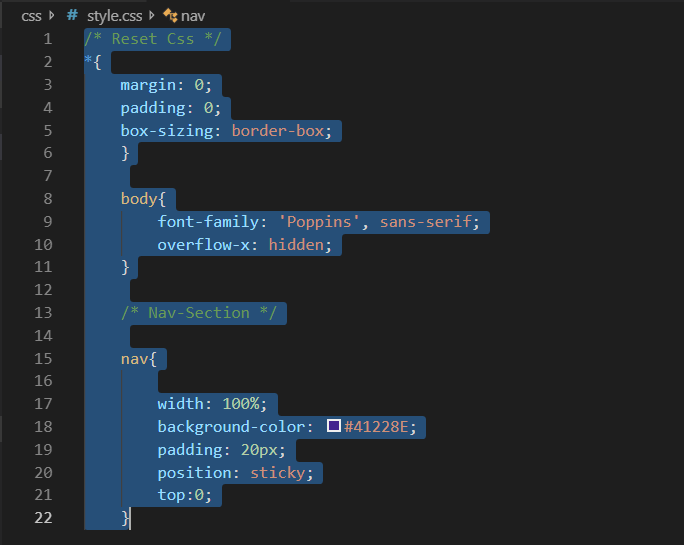 css > # style.css > nav
1 /* Reset Css */
2 *{
3     margin: 0;
4     padding: 0;
5     box-sizing: border-box;
6     }
7
8     body{
9         font-family: 'Poppins', sans-serif;
10         overflow-x: hidden;
11     }
12
13     /* Nav-Section */
14
15     nav{
16
17         width: 100%;
18         background-color: #41228E;
19         padding: 20px;
20         position: sticky;
21         top:0;
22     }